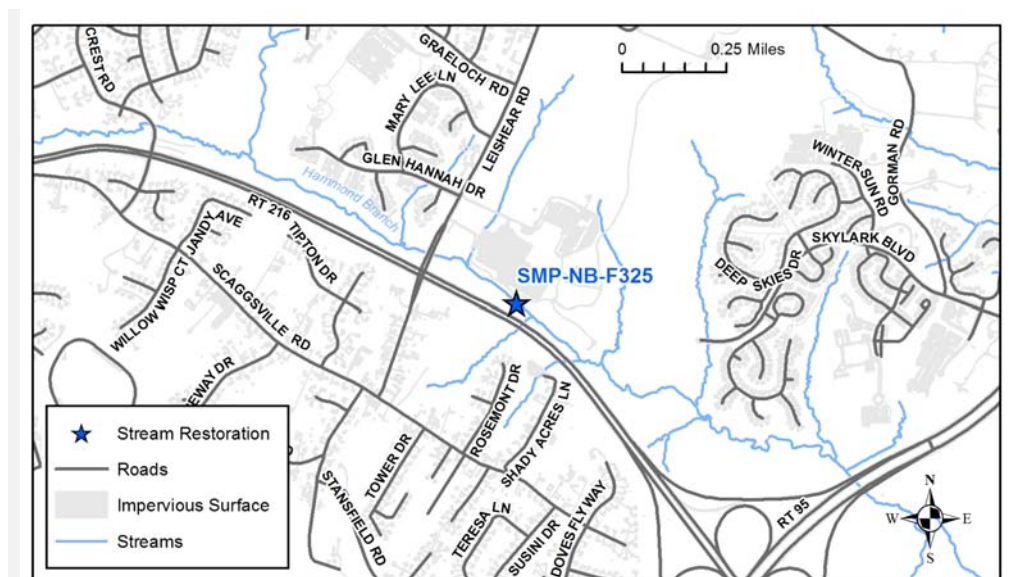 CREST RD
GRAELOCH RD
MARY LEE LN
LEISHEAR RD
GLEN HANNAH DR
0 0.25 Miles
WINTER SUN RD
GORMAN RD
Hammond Branch
RT 216
JANDY AVE
TIPTON DR
SKYLARK BLVD
DEEP SKIES DR
SMP-NB-F325
WILLOW WISP CT
SCAGGSVILLE RD
EWAY DR
ROSEMONT DR
SHADY ACRES LN
TOWER DR
STANSFIELD RD
TERESA LN
SUSINI DR
DOVES FLY WAY
RT 95
Stream Restoration
Roads
Impervious Surface
Streams
N
W E
S